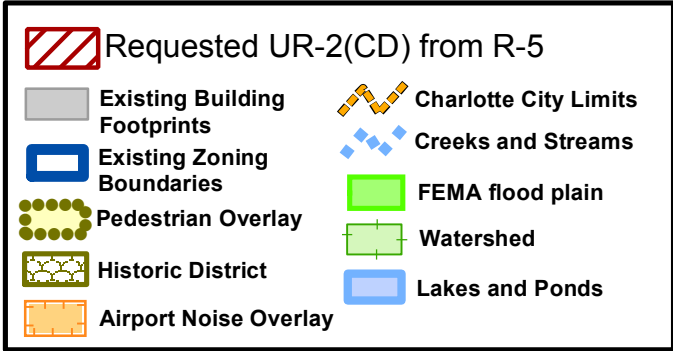 Requested UR-2(CD) from R-5
Existing Building
Footprints
Existing Zoning
Boundaries
Pedestrian Overlay
Historic District
Airport Noise Overlay
Charlotte City Limits
Creeks and Streams
FEMA flood plain
Watershed
Lakes and Ponds